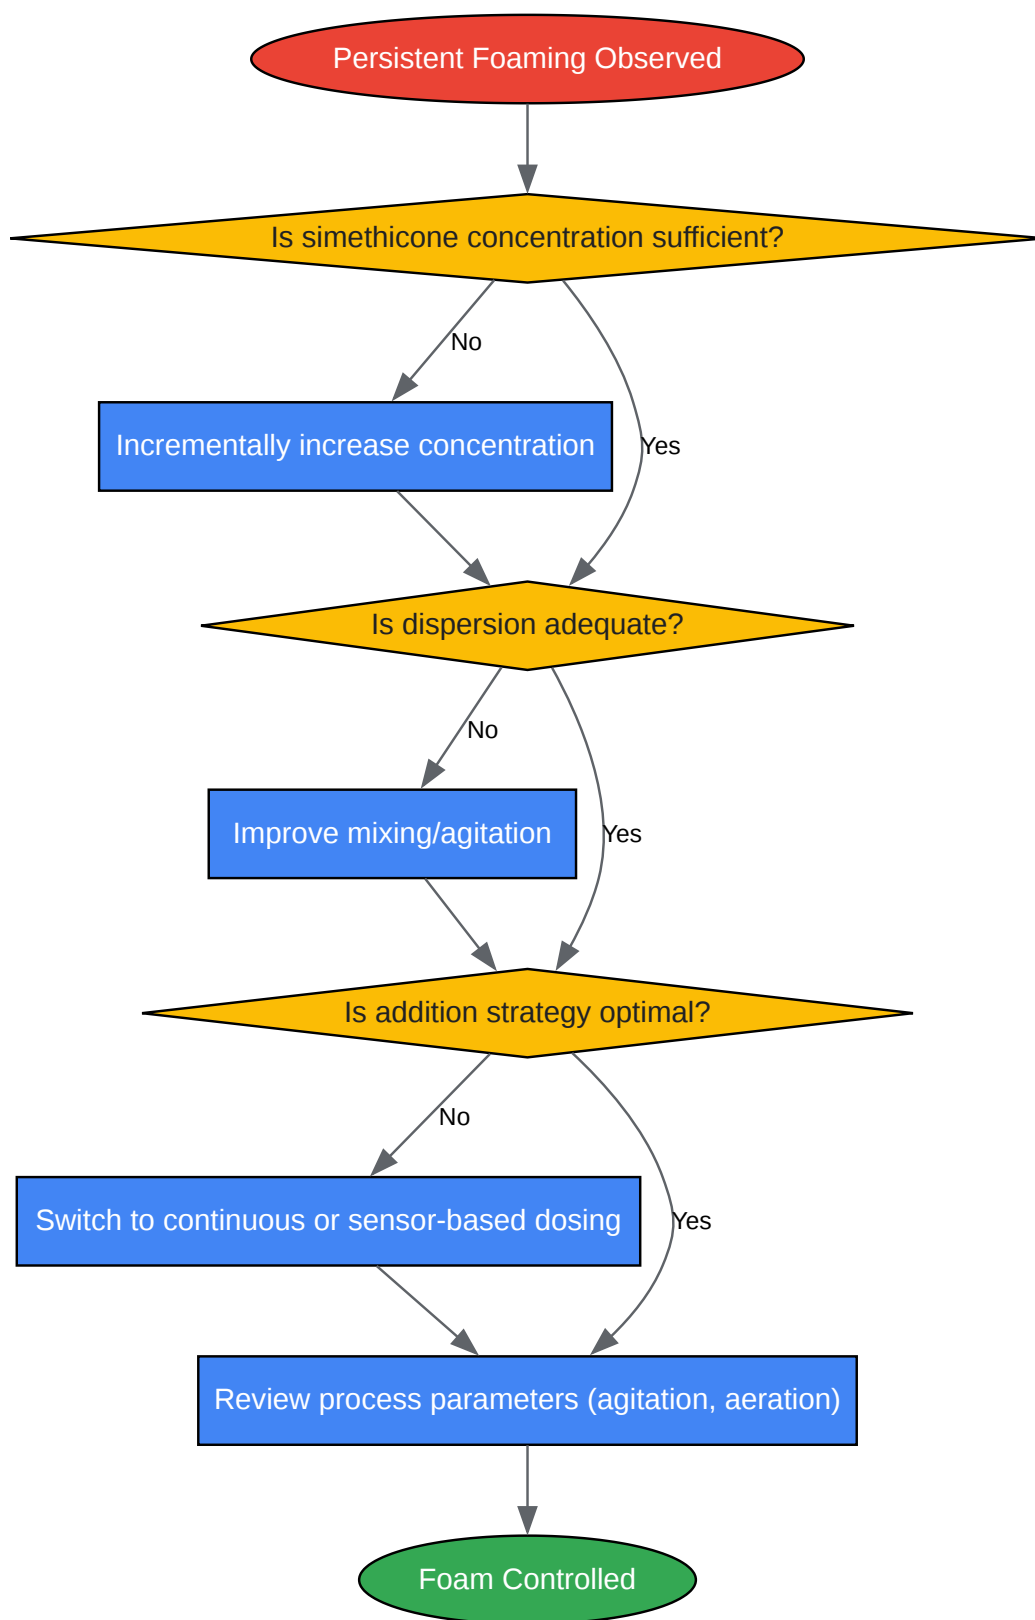 Persistent Foaming Observed
Is simethicone concentration sufficient?
No
Incrementally increase concentration
Yes
Is dispersion adequate?
No
Improve mixing/agitation
Yes
Is addition strategy optimal?
No
Switch to continuous or sensor-based dosing
Yes
Review process parameters (agitation, aeration)
Foam Controlled